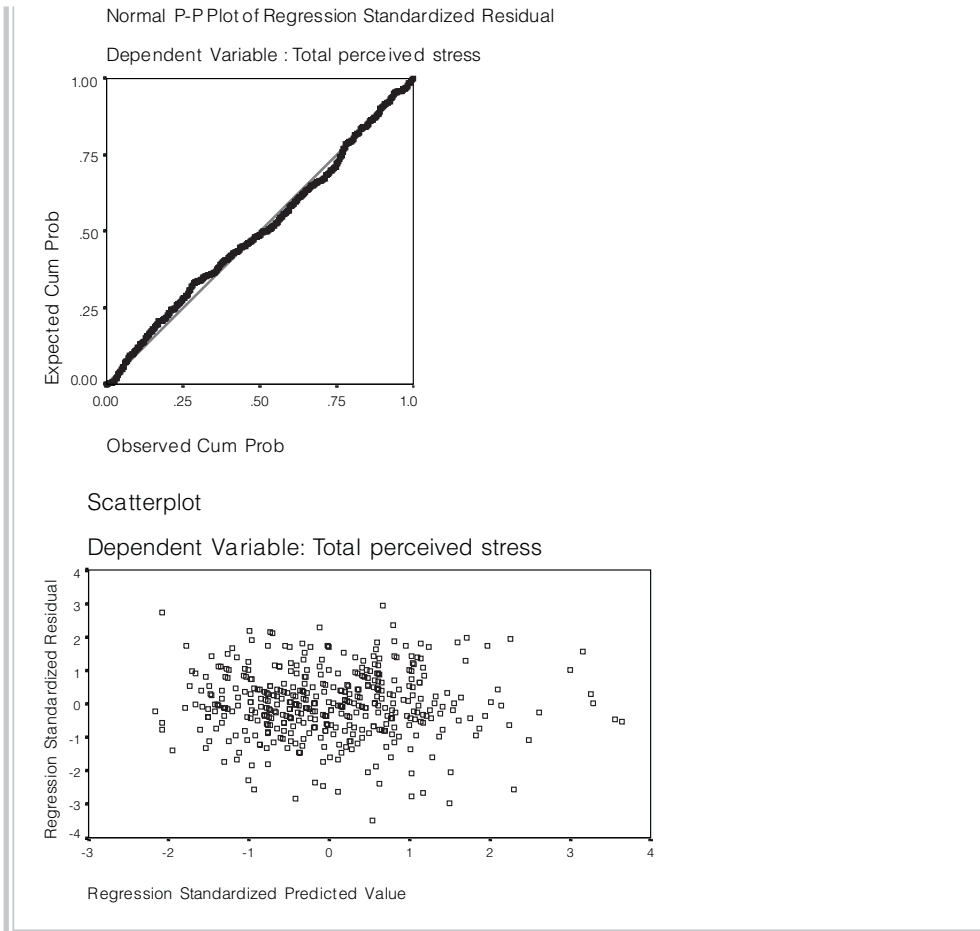 Normal P-P Plot of Regression Standardized Residual
Dependent Variable : Total perceived stress
1.00
.75
.50
.25
0.00
Expected Cum Prob
0.00 .25 .50 .75 1.0
Observed Cum Prob
Scatterplot
Dependent Variable: Total perceived stress
4
3
2
1
0
-1
-2
-3
-4
Regression Standardized Residual
-3 -2 -1 0 1 2 3 4
Regression Standardized Predicted Value